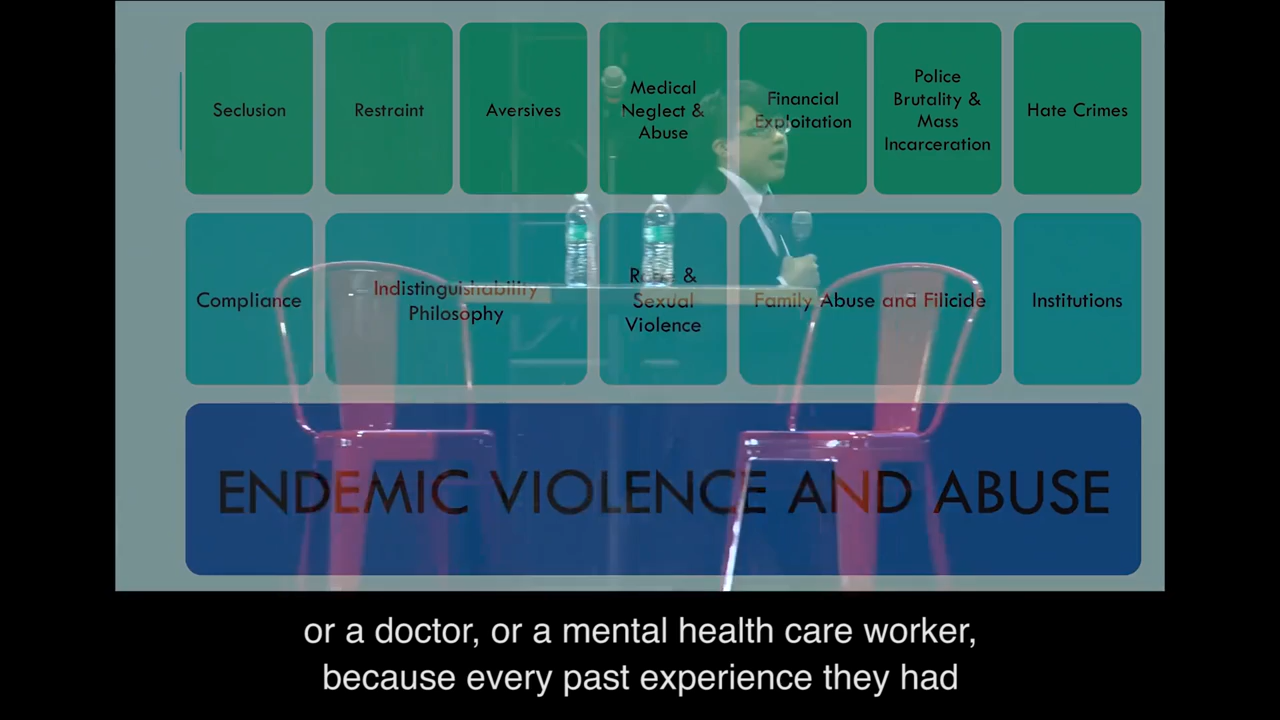 Seclusion
Restraint
Aversives
Medical
Neglect &
Abuse
Financial
Exploitation
Police
Brutality &
Mass
Incarceration
Hate Crimes
Compliance
Indistinguishability
Philosophy
Rape &
Sexual
Violence
Family Abuse and Filicide
Institutions
ENDEMIC VIOLENCE AND ABUSE
or a doctor, or a mental health care worker,
because every past experience they had